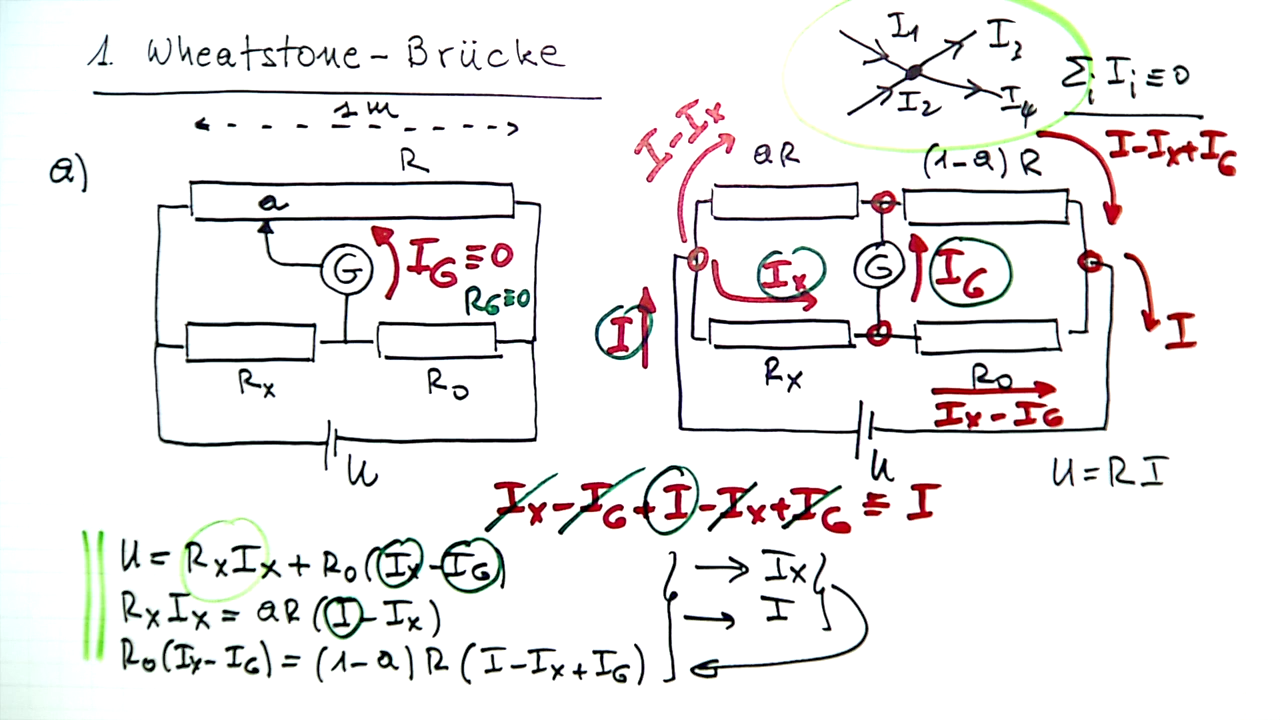 1. Wheatstone-Brücke
1 m
a)
R
a
G
I_G ≡ 0
R_G ≡ 0
R_x
R_0
U
I_1
I_3
I_2
I_4
∑_i I_i ≡ 0
I-I_x
aR
(1-a) R
I-I_x+I_G
I_x
G
I_G
I
I
R_x
R_0
I_x - I_G
U
U = R I
I_x - I_G + I - I_x + I_G ≡ I
U = R_x I_x + R_0 (I_x - I_G)
R_x I_x = aR (I - I_x)
R_0 (I_x - I_G) = (1-a) R (I - I_x + I_G)
→ I_x
→ I